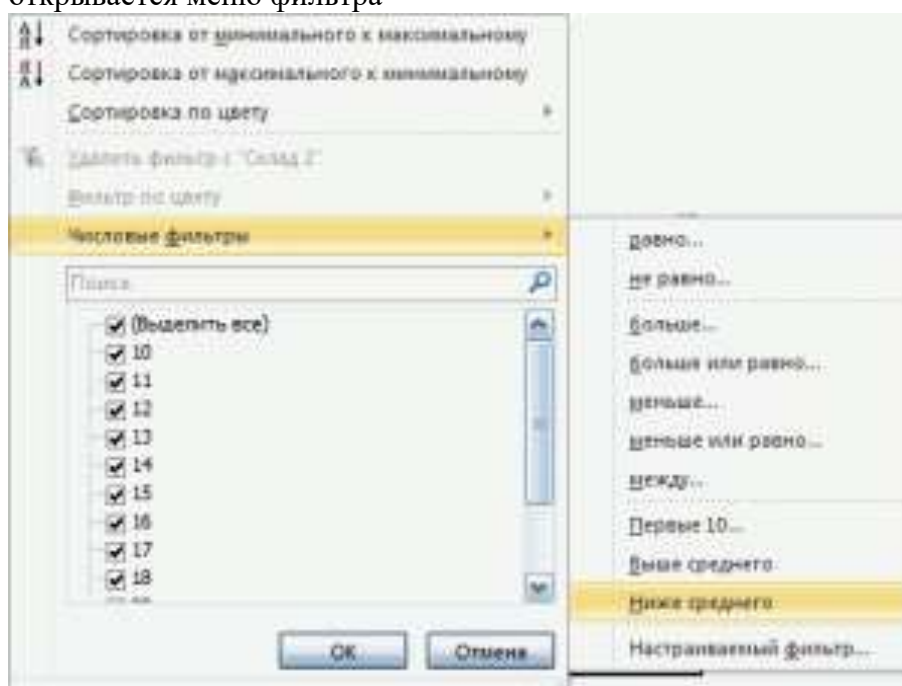 открывается меню фильтра
Сортировка от минимального к максимальному
Сортировка от максимального к минимальному
Сортировка по цвету
Удалить фильтр с "Склад 2"
Фильтр по цвету
Числовые фильтры
Поиск
(Выделить все)
10
11
12
13
14
15
16
17
18
ОК
Отмена
равно...
не равно...
больше...
больше или равно...
меньше...
меньше или равно...
между...
Первые 10...
Выше среднего
Ниже среднего
Настраиваемый фильтр...